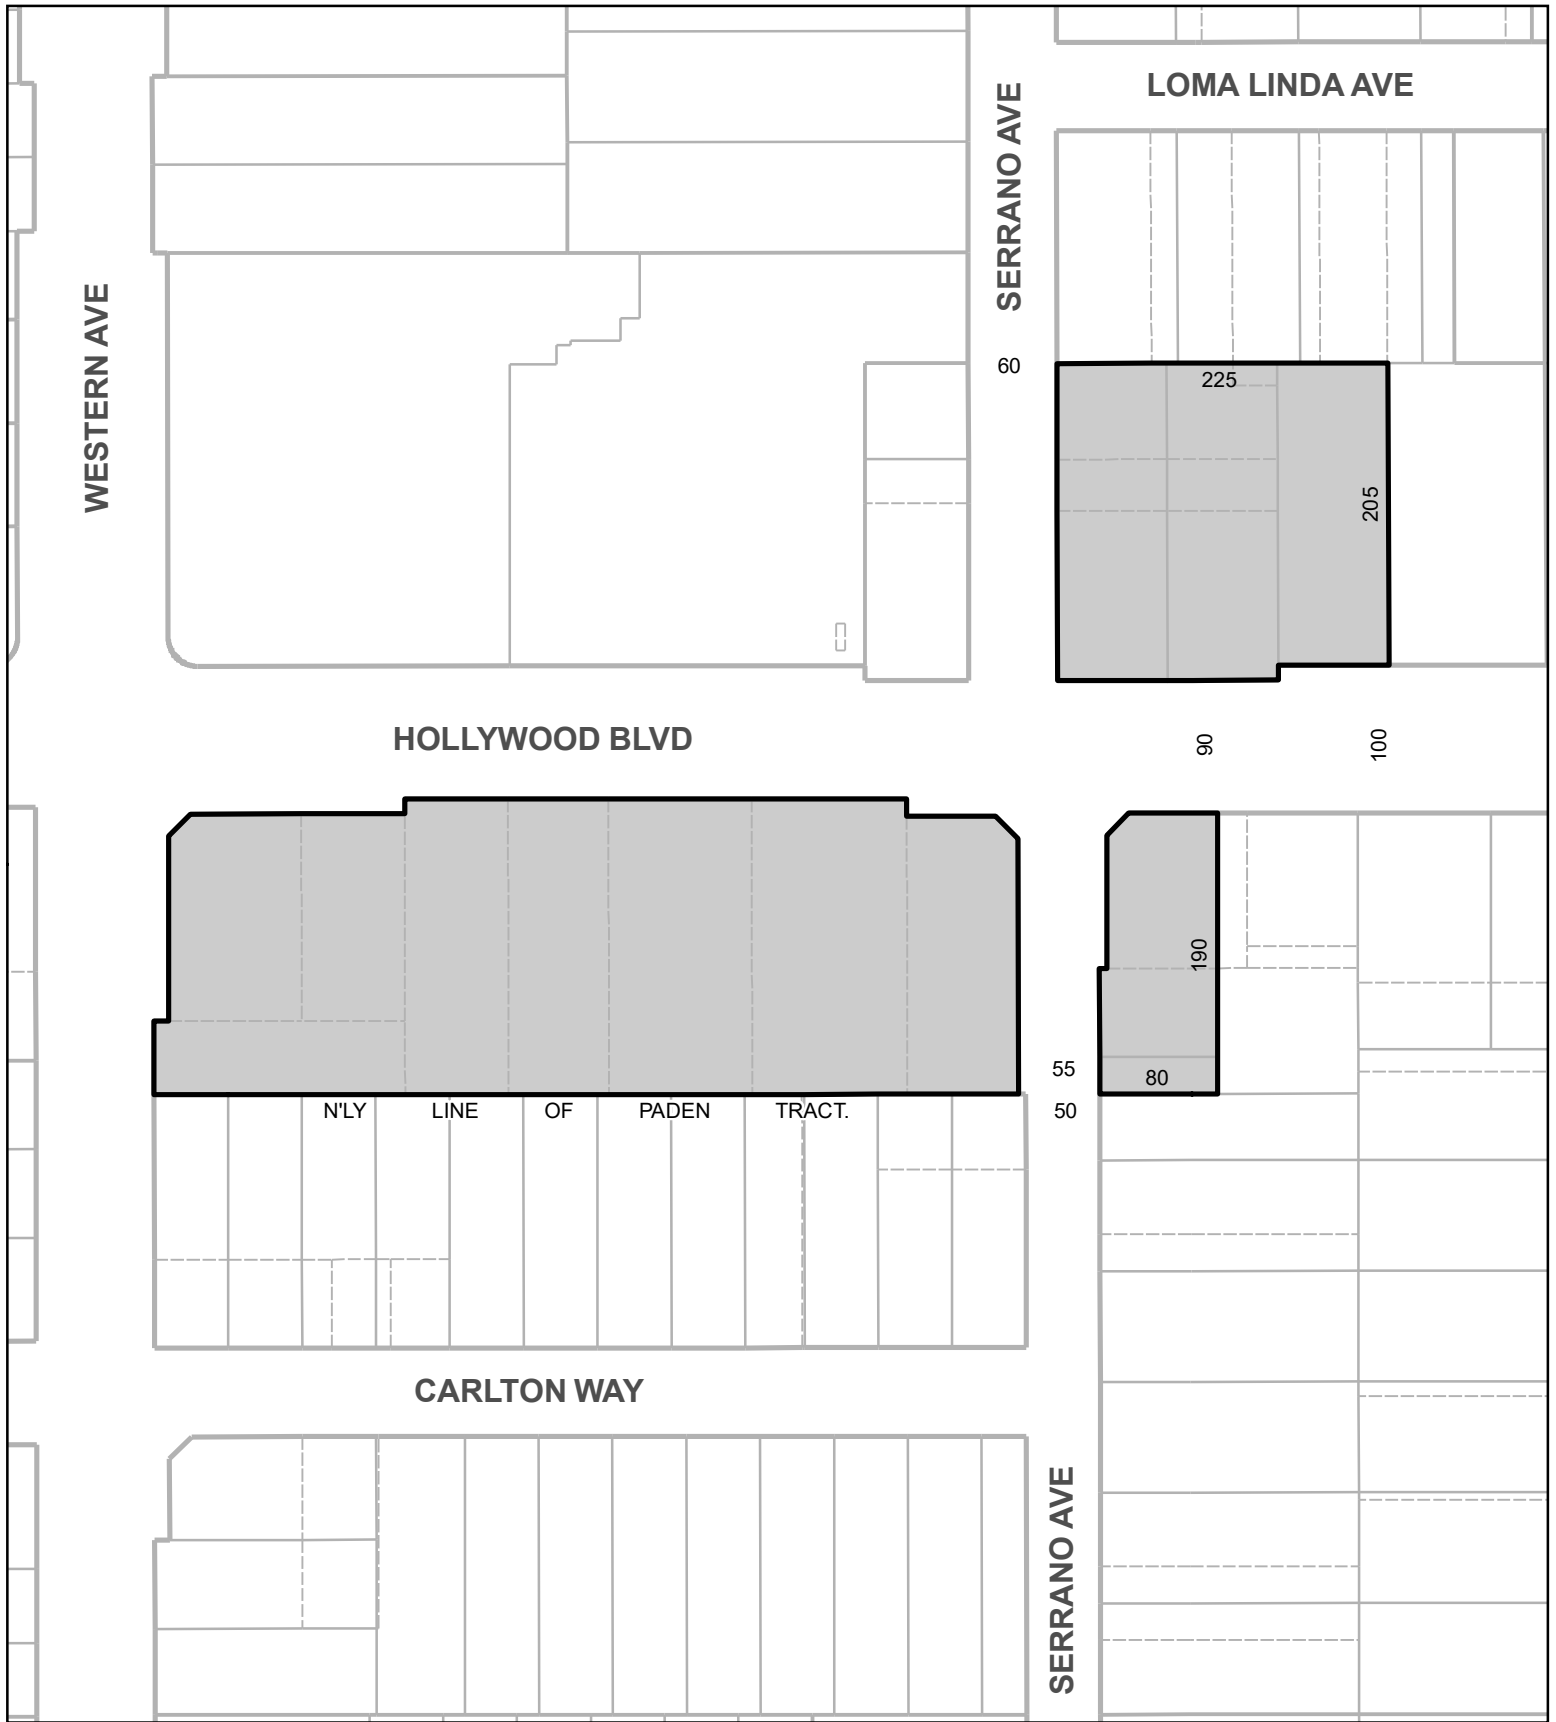 LOMA LINDA AVE
SERRANO AVE
WESTERN AVE
60
225
205
HOLLYWOOD BLVD
90
100
190
55
80
N'LY LINE OF PADEN TRACT.
50
CARLTON WAY
SERRANO AVE